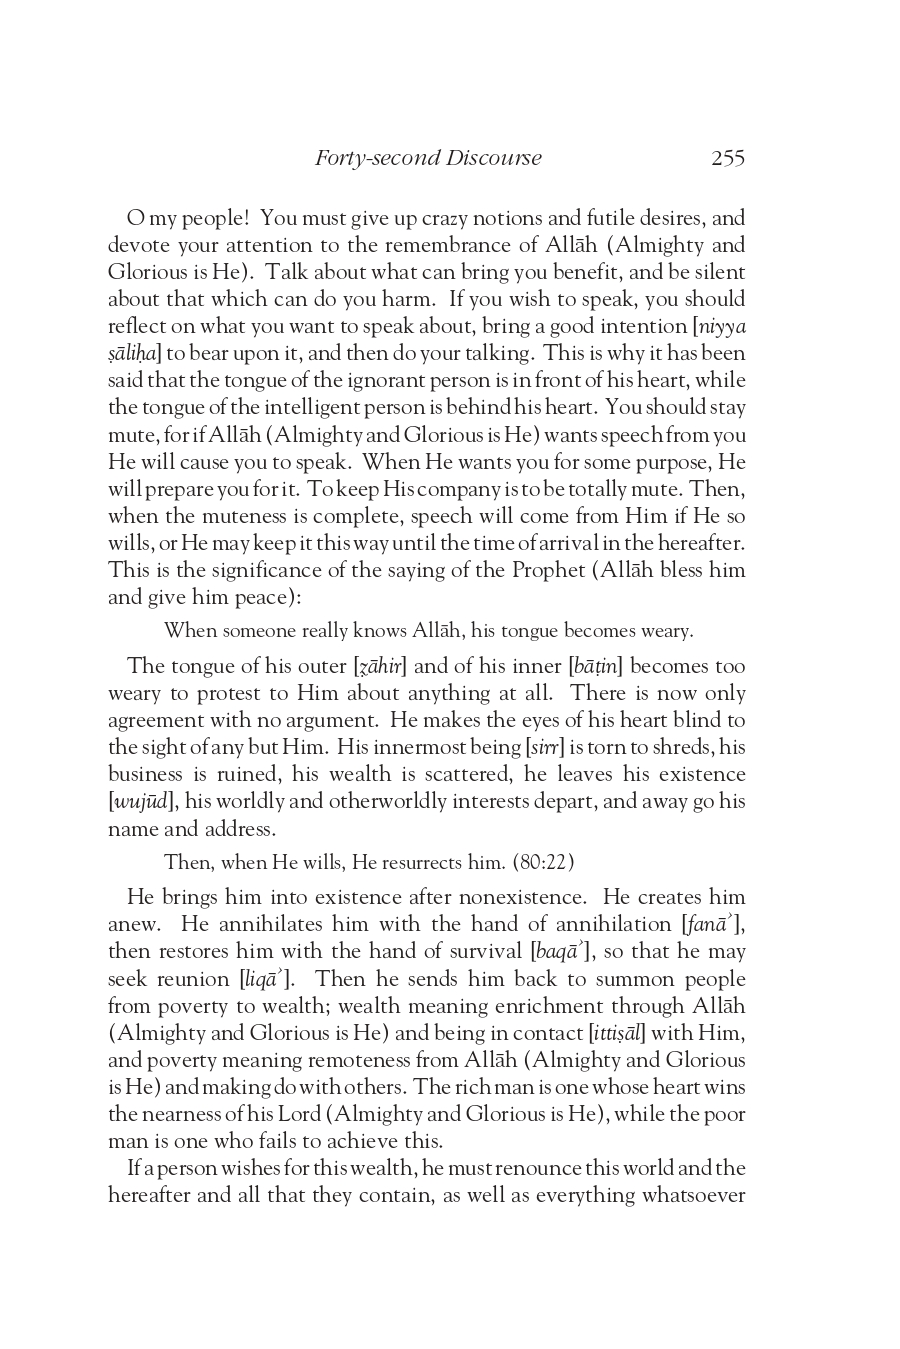 Forty-second Discourse 255
O my people! You must give up crazy notions and futile desires, and
devote your attention to the remembrance of Allāh (Almighty and
Glorious is He). Talk about what can bring you benefit, and be silent
about that which can do you harm. If you wish to speak, you should
reflect on what you want to speak about, bring a good intention [niyya
ṣāliḥa] to bear upon it, and then do your talking. This is why it has been
said that the tongue of the ignorant person is in front of his heart, while
the tongue of the intelligent person is behind his heart. You should stay
mute, for if Allāh (Almighty and Glorious is He) wants speech from you
He will cause you to speak. When He wants you for some purpose, He
will prepare you for it. To keep His company is to be totally mute. Then,
when the muteness is complete, speech will come from Him if He so
wills, or He may keep it this way until the time of arrival in the hereafter.
This is the significance of the saying of the Prophet (Allāh bless him
and give him peace):
When someone really knows Allāh, his tongue becomes weary.
The tongue of his outer [ẓāhir] and of his inner [bāṭin] becomes too
weary to protest to Him about anything at all. There is now only
agreement with no argument. He makes the eyes of his heart blind to
the sight of any but Him. His innermost being [sirr] is torn to shreds, his
business is ruined, his wealth is scattered, he leaves his existence
[wujūd], his worldly and otherworldly interests depart, and away go his
name and address.
Then, when He wills, He resurrects him. (80:22)
He brings him into existence after nonexistence. He creates him
anew. He annihilates him with the hand of annihilation [fanāʾ],
then restores him with the hand of survival [baqāʾ], so that he may
seek reunion [liqāʾ]. Then he sends him back to summon people
from poverty to wealth; wealth meaning enrichment through Allāh
(Almighty and Glorious is He) and being in contact [ittiṣāl] with Him,
and poverty meaning remoteness from Allāh (Almighty and Glorious
is He) and making do with others. The rich man is one whose heart wins
the nearness of his Lord (Almighty and Glorious is He), while the poor
man is one who fails to achieve this.
If a person wishes for this wealth, he must renounce this world and the
hereafter and all that they contain, as well as everything whatsoever